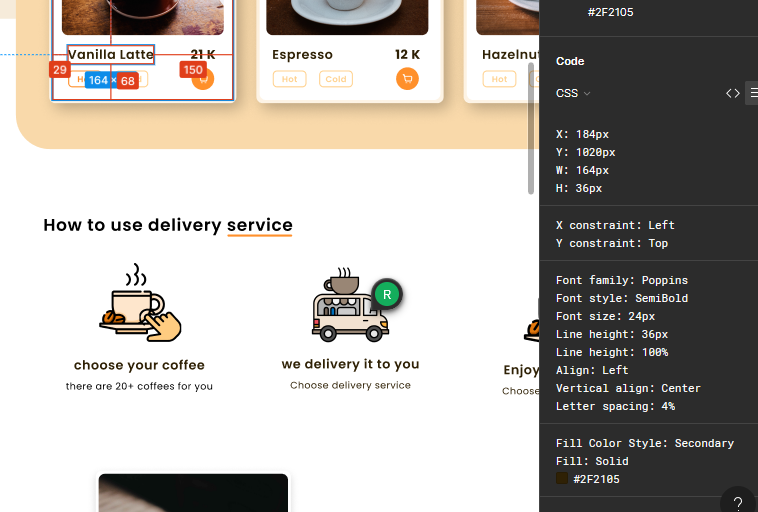 Vanilla Latte 21 K
Espresso 12 K
Hazelnut
29
164 × 68
150
Hot Cold
Hot
How to use delivery service
choose your coffee
there are 20+ coffees for you
R
we delivery it to you
Choose delivery service
Enjoy
Choose
#2F2105
Code
CSS
X: 184px
Y: 1020px
W: 164px
H: 36px
X constraint: Left
Y constraint: Top
Font family: Poppins
Font style: SemiBold
Font size: 24px
Line height: 36px
Line height: 100%
Align: Left
Vertical align: Center
Letter spacing: 4%
Fill Color Style: Secondary
Fill: Solid
#2F2105
?